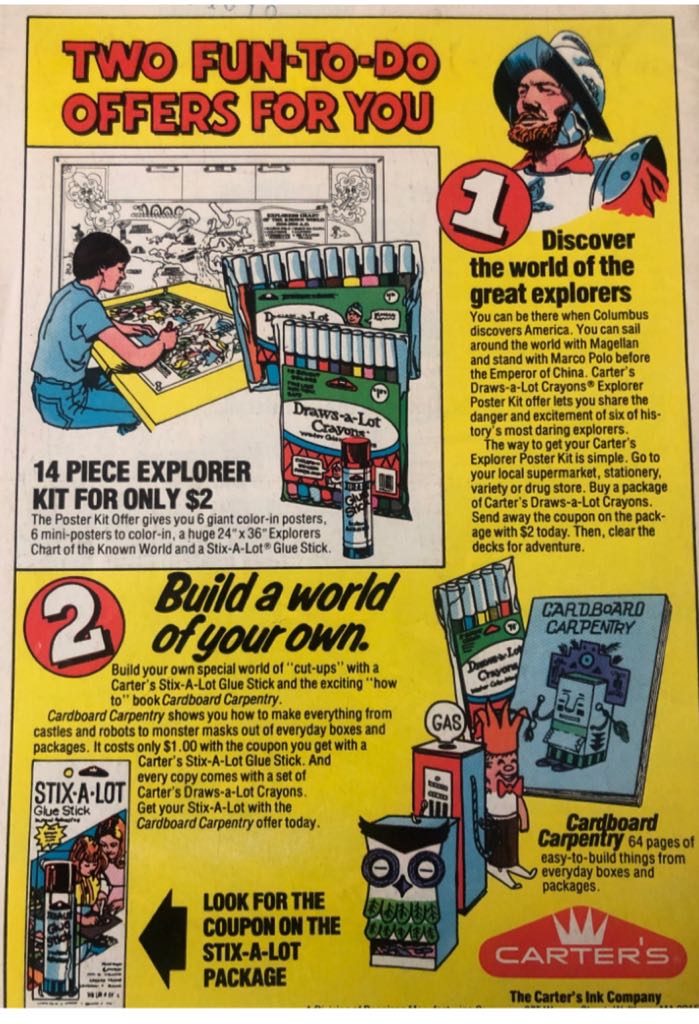 TWO FUN-TO-DO
OFFERS FOR YOU
1
Discover
the world of the
great explorers
You can be there when Columbus
discovers America. You can sail
around the world with Magellan
and stand with Marco Polo before
the Emperor of China. Carter's
Draws-a-Lot Crayons® Explorer
Poster Kit offer lets you share the
danger and excitement of six of his-
tory's most daring explorers.
The way to get your Carter's
Explorer Poster Kit is simple. Go to
your local supermarket, stationery,
variety or drug store. Buy a package
of Carter's Draws-a-Lot Crayons.
Send away the coupon on the pack-
age with $2 today. Then, clear the
decks for adventure.
EXPLORERS CHART
OF THE KNOWN WORLD
Draws-a-Lot
Crayons
Glue
Stick
14 PIECE EXPLORER
KIT FOR ONLY $2
The Poster Kit Offer gives you 6 giant color-in posters,
6 mini-posters to color-in, a huge 24" x 36" Explorers
Chart of the Known World and a Stix-A-Lot® Glue Stick.
2
Build a world
of your own.
Build your own special world of "cut-ups" with a
Carter's Stix-A-Lot Glue Stick and the exciting "how
to" book Cardboard Carpentry.
Cardboard Carpentry shows you how to make everything from
castles and robots to monster masks out of everyday boxes and
packages. It costs only $1.00 with the coupon you get with a
Carter's Stix-A-Lot Glue Stick. And
every copy comes with a set of
Carter's Draws-a-Lot Crayons.
Get your Stix-A-Lot with the
Cardboard Carpentry offer today.
STIX-A-LOT
Glue Stick
Glue
Stick
LOOK FOR THE
COUPON ON THE
STIX-A-LOT
PACKAGE
Draws-a-Lot
Crayons
CARDBOARD
CARPENTRY
GAS
Cardboard
Carpentry 64 pages of
easy-to-build things from
everyday boxes and
packages.
CARTER'S
The Carter's Ink Company